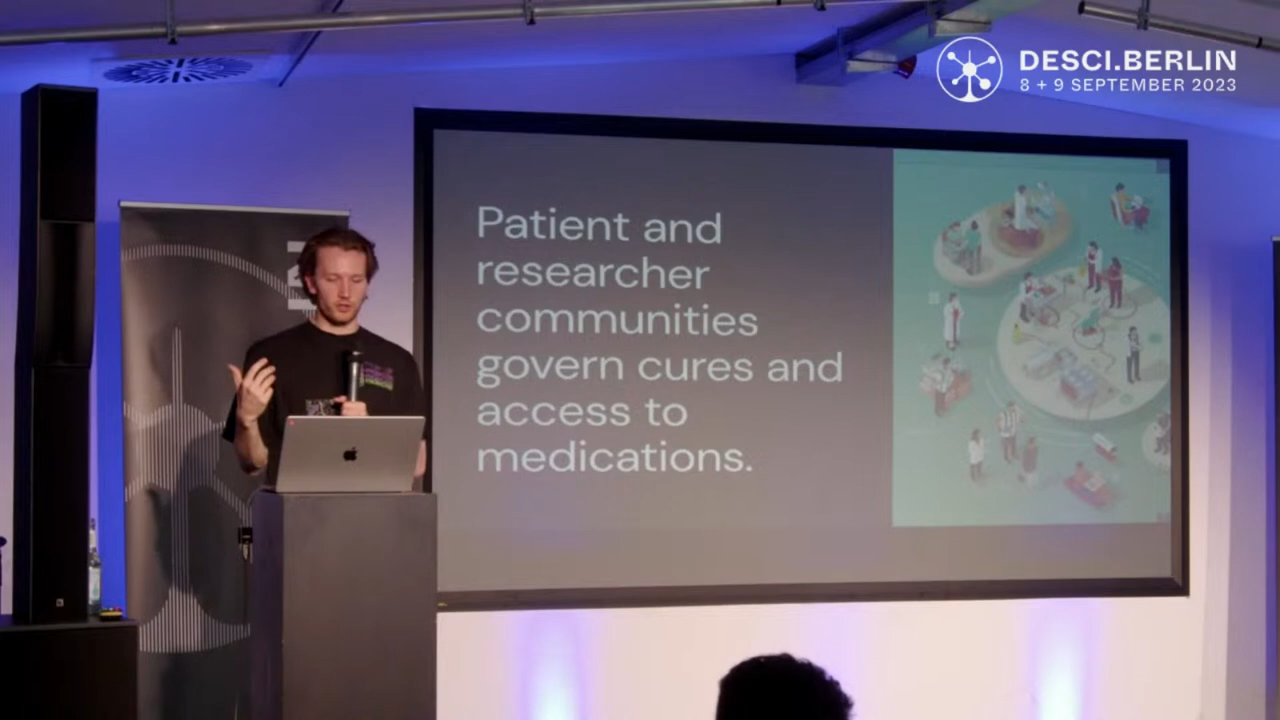 DESCI.BERLIN
8 + 9 SEPTEMBER 2023
Patient and
researcher
communities
govern cures and
access to
medications.